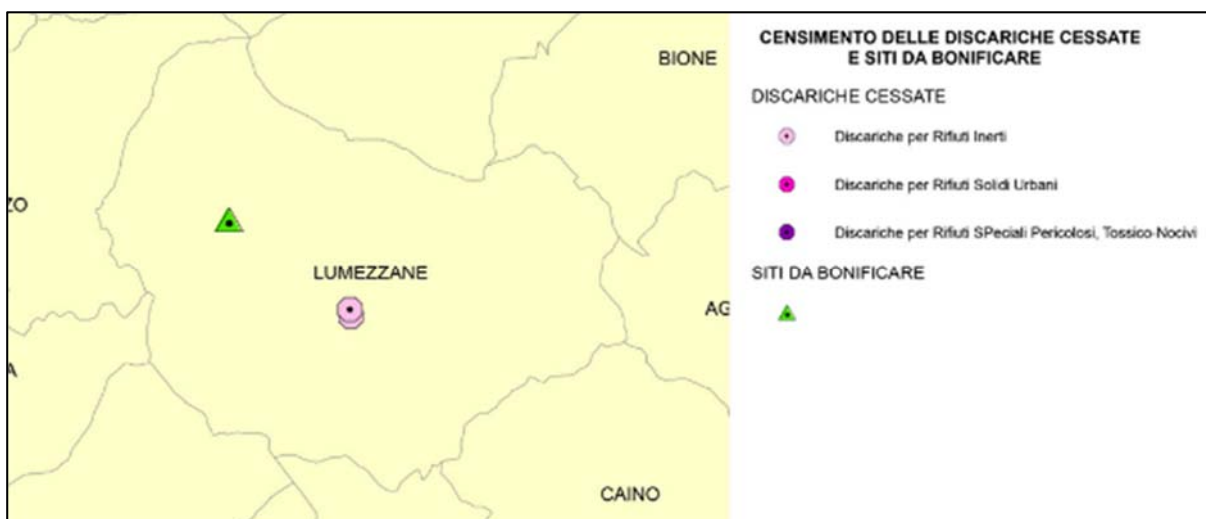 BIONE
ZO
LUMEZZANE
AG
A
CAINO
CENSIMENTO DELLE DISCARICHE CESSATE
E SITI DA BONIFICARE
DISCARICHE CESSATE
Discariche per Rifiuti Inerti
Discariche per Rifiuti Solidi Urbani
Discariche per Rifiuti SPeciali Pericolosi, Tossico-Nocivi
SITI DA BONIFICARE